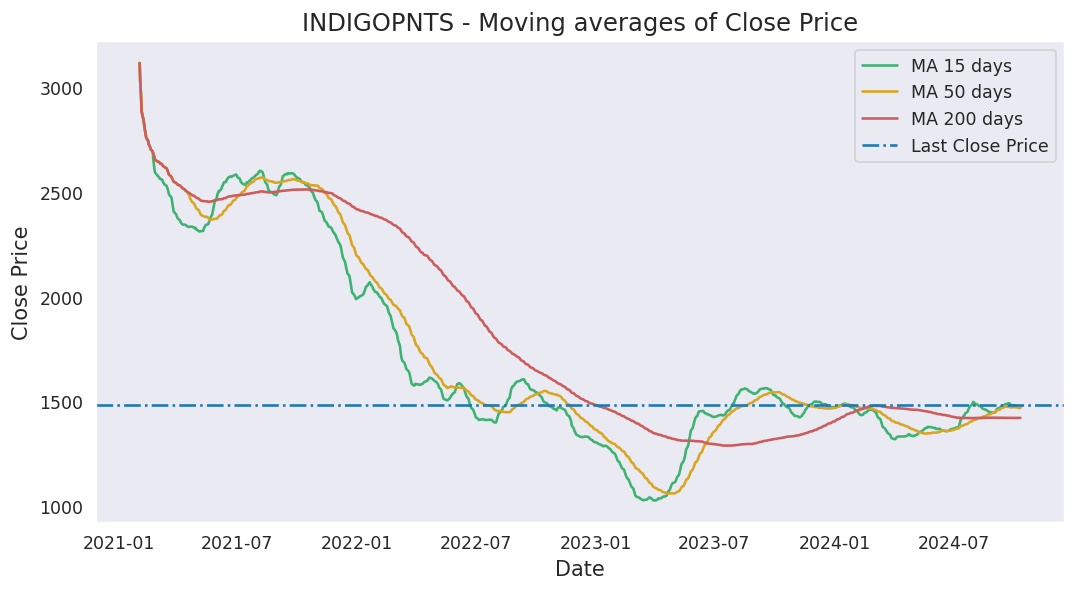 INDIGOPNTS - Moving averages of Close Price
MA 15 days
MA 50 days
MA 200 days
Last Close Price
Close Price
3000
2500
2000
1500
1000
2021-01 2021-07 2022-01 2022-07 2023-01 2023-07 2024-01 2024-07
Date